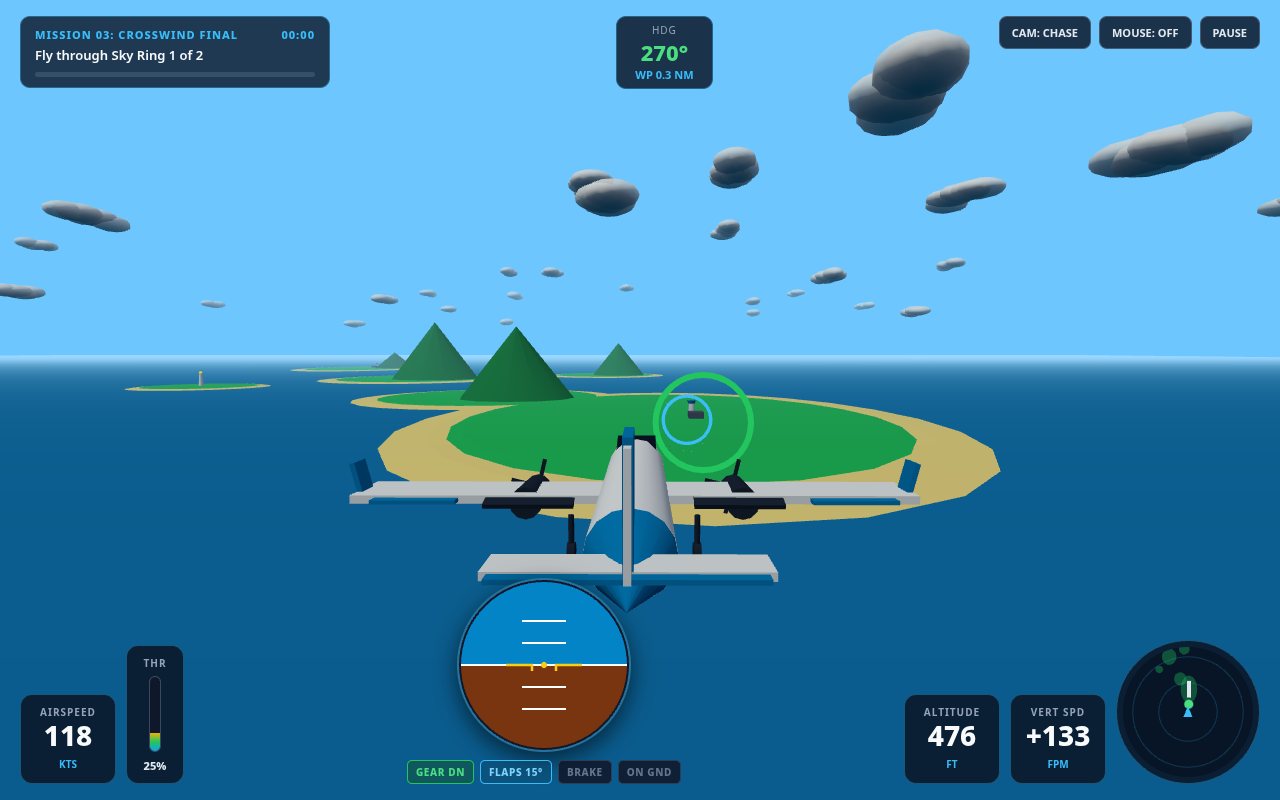 MISSION 03: CROSSWIND FINAL 00:00
Fly through Sky Ring 1 of 2
HDG
270°
WP 0.3 NM
CAM: CHASE
MOUSE: OFF
PAUSE
AIRSPEED
118
KTS
THR
25%
GEAR DN
FLAPS 15°
BRAKE
ON GND
ALTITUDE
476
FT
VERT SPD
+133
FPM